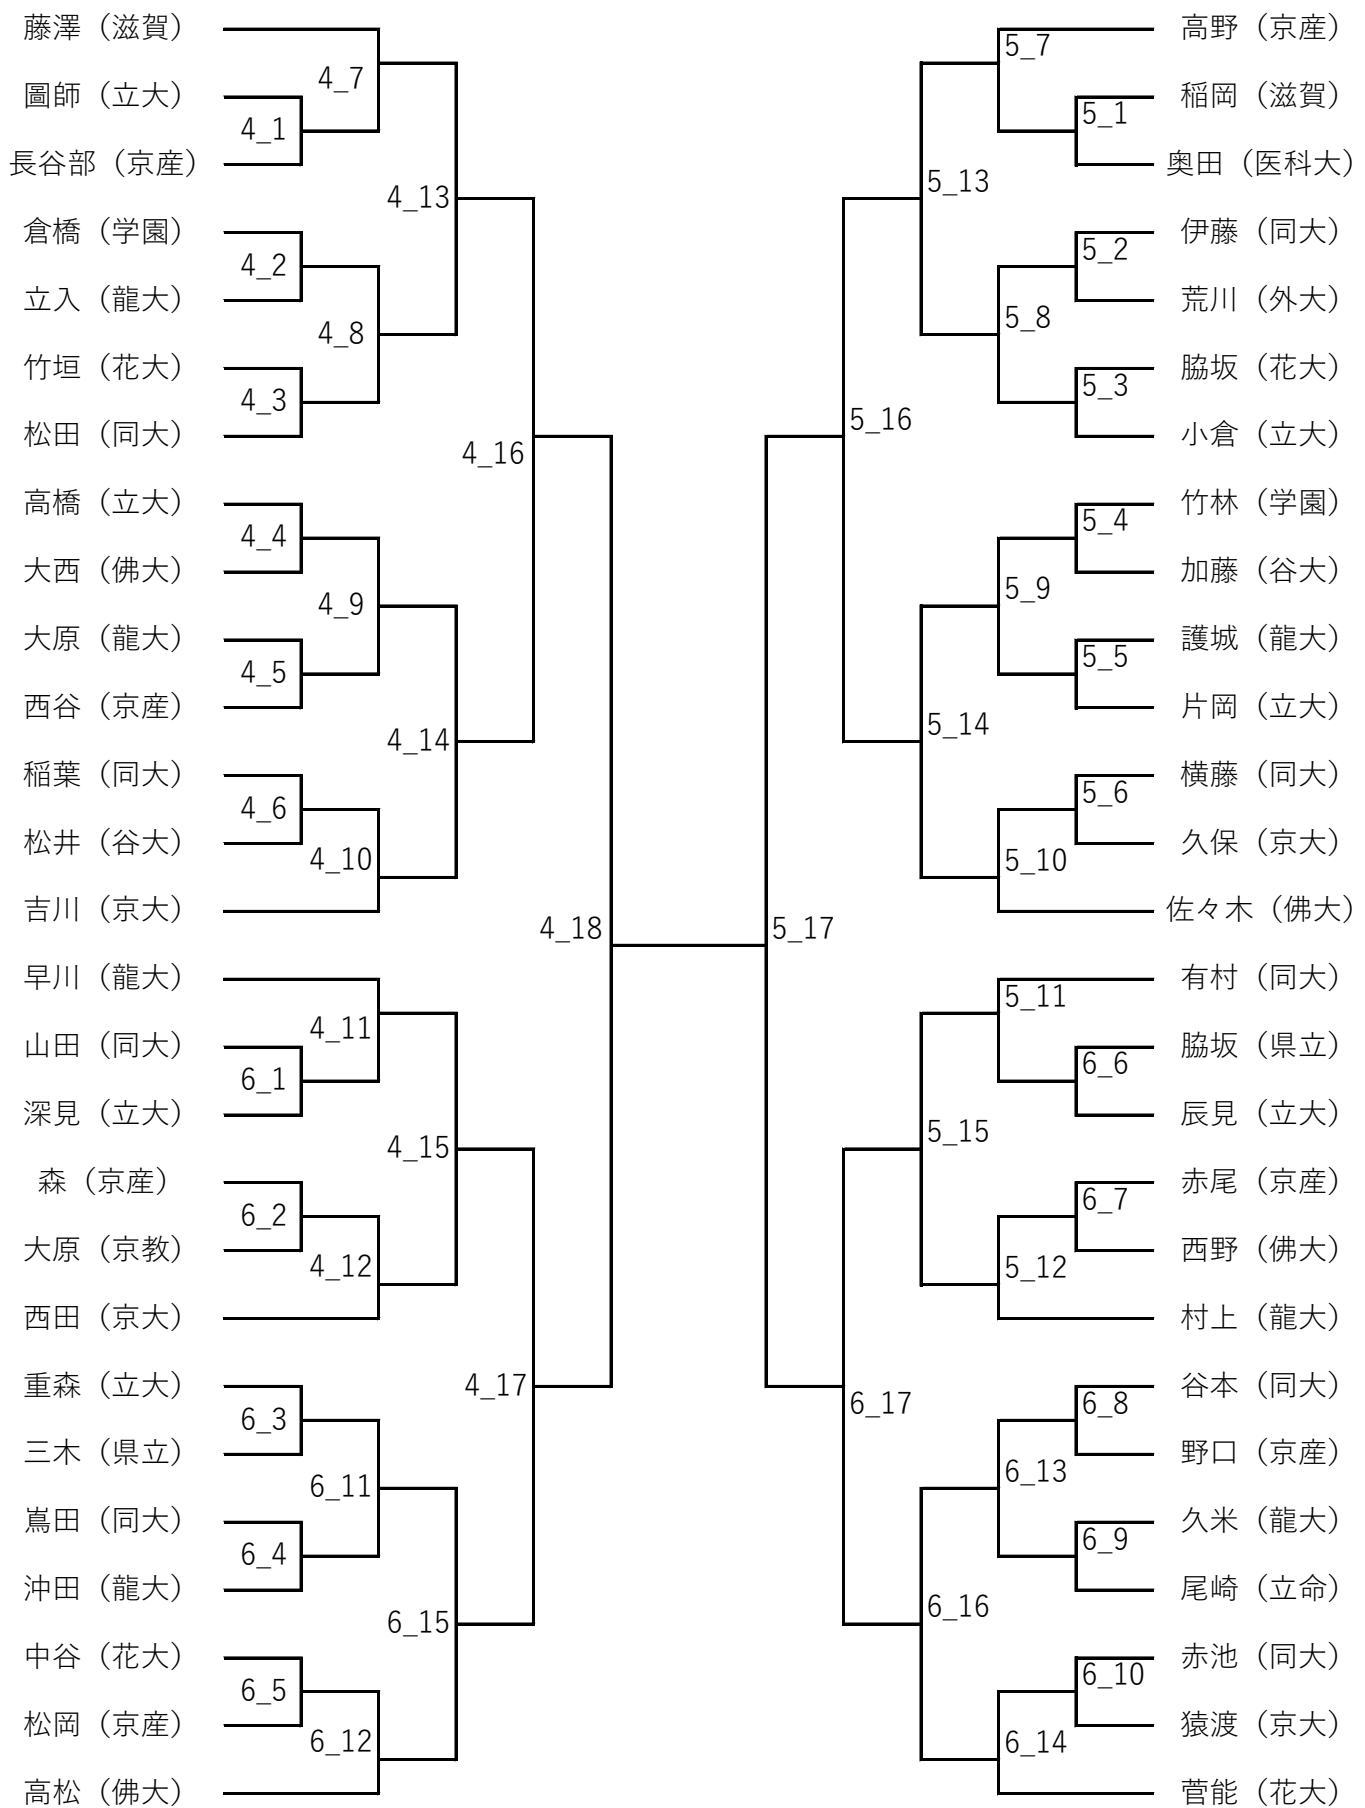 藤澤（滋賀）
圖師（立大）
長谷部（京産）
倉橋（学園）
立入（龍大）
竹垣（花大）
松田（同大）
高橋（立大）
大西（佛大）
大原（龍大）
西谷（京産）
稲葉（同大）
松井（谷大）
吉川（京大）
早川（龍大）
山田（同大）
深見（立大）
森（京産）
大原（京教）
西田（京大）
重森（立大）
三木（県立）
嶌田（同大）
沖田（龍大）
中谷（花大）
松岡（京産）
高松（佛大）
4_1
4_2
4_3
4_4
4_5
4_6
6_1
6_2
6_3
6_4
6_5
4_7
4_8
4_9
4_10
4_11
4_12
6_11
6_12
4_13
4_14
4_15
6_15
4_16
4_17
4_18
5_17
5_16
6_17
5_13
5_14
5_15
6_16
5_7
5_8
5_9
5_10
5_11
5_12
6_13
6_14
5_1
5_2
5_3
5_4
5_5
5_6
6_6
6_7
6_8
6_9
6_10
高野（京産）
稲岡（滋賀）
奥田（医科大）
伊藤（同大）
荒川（外大）
脇坂（花大）
小倉（立大）
竹林（学園）
加藤（谷大）
護城（龍大）
片岡（立大）
横藤（同大）
久保（京大）
佐々木（佛大）
有村（同大）
脇坂（県立）
辰見（立大）
赤尾（京産）
西野（佛大）
村上（龍大）
谷本（同大）
野口（京産）
久米（龍大）
尾崎（立命）
赤池（同大）
猿渡（京大）
菅能（花大）